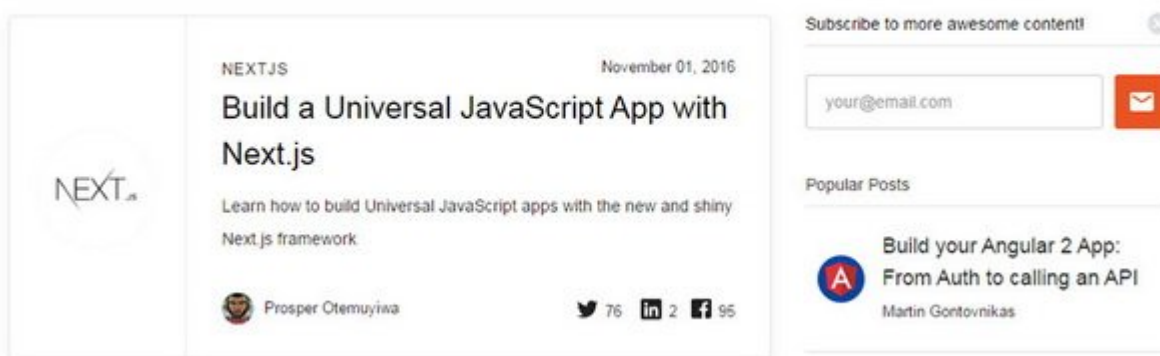 NEXT.JS
NEXTJS
November 01, 2016
Build a Universal JavaScript App with
Next.js
Learn how to build Universal JavaScript apps with the new and shiny
Next.js framework
Prosper Otemuyiwa
76
in 2
f 95
Subscribe to more awesome content!
your@email.com
Popular Posts
A
Build your Angular 2 App:
From Auth to calling an API
Martin Gontovnikas